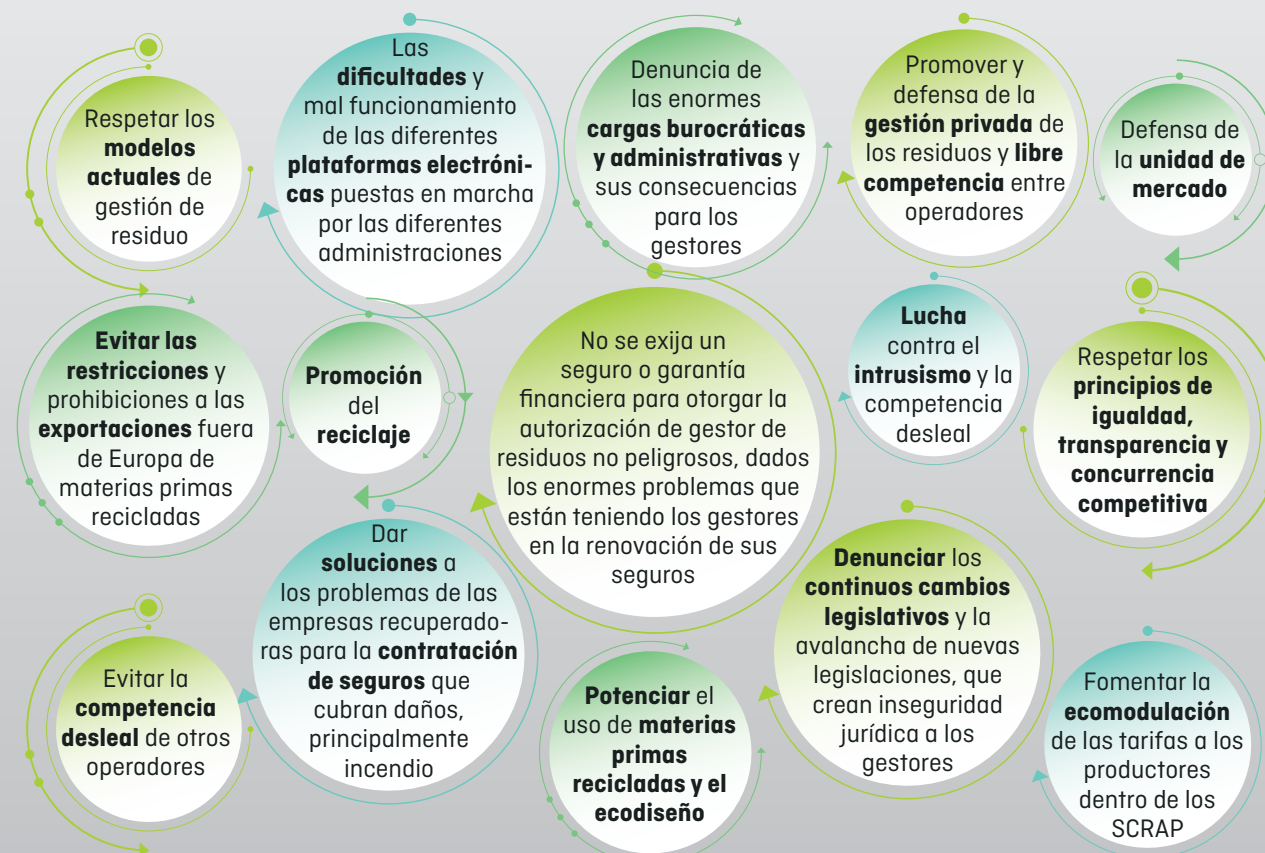 Respetar los
modelos
actuales de
gestión de
residuo
Las
dificultades y
mal funcionamiento
de las diferentes
plataformas electróni-
cas puestas en marcha
por las diferentes
administraciones
Denuncia de
las enormes
cargas burocráticas
y administrativas y
sus consecuencias
para los
gestores
Promover y
defensa de la
gestión privada de
los residuos y libre
competencia entre
operadores
Defensa de
la unidad de
mercado
Evitar las
restricciones y
prohibiciones a las
exportaciones fuera
de Europa de
materias primas
recicladas
Promoción
del
reciclaje
No se exija un
seguro o garantía
financiera para otorgar la
autorización de gestor de
residuos no peligrosos, dados
los enormes problemas que
están teniendo los gestores
en la renovación de sus
seguros
Lucha
contra el
intrusismo y la
competencia
desleal
Respetar los
principios de
igualdad,
transparencia y
concurrencia
competitiva
Evitar la
competencia
desleal de otros
operadores
Dar
soluciones a
los problemas de las
empresas recuperado-
ras para la contratación
de seguros que
cubran daños,
principalmente
incendio
Potenciar el
uso de materias
primas
recicladas y el
ecodiseño
Denunciar los
continuos cambios
legislativos y la
avalancha de nuevas
legislaciones, que
crean inseguridad
jurídica a los
gestores
Fomentar la
ecomodulación
de las tarifas a los
productores
dentro de los
SCRAP